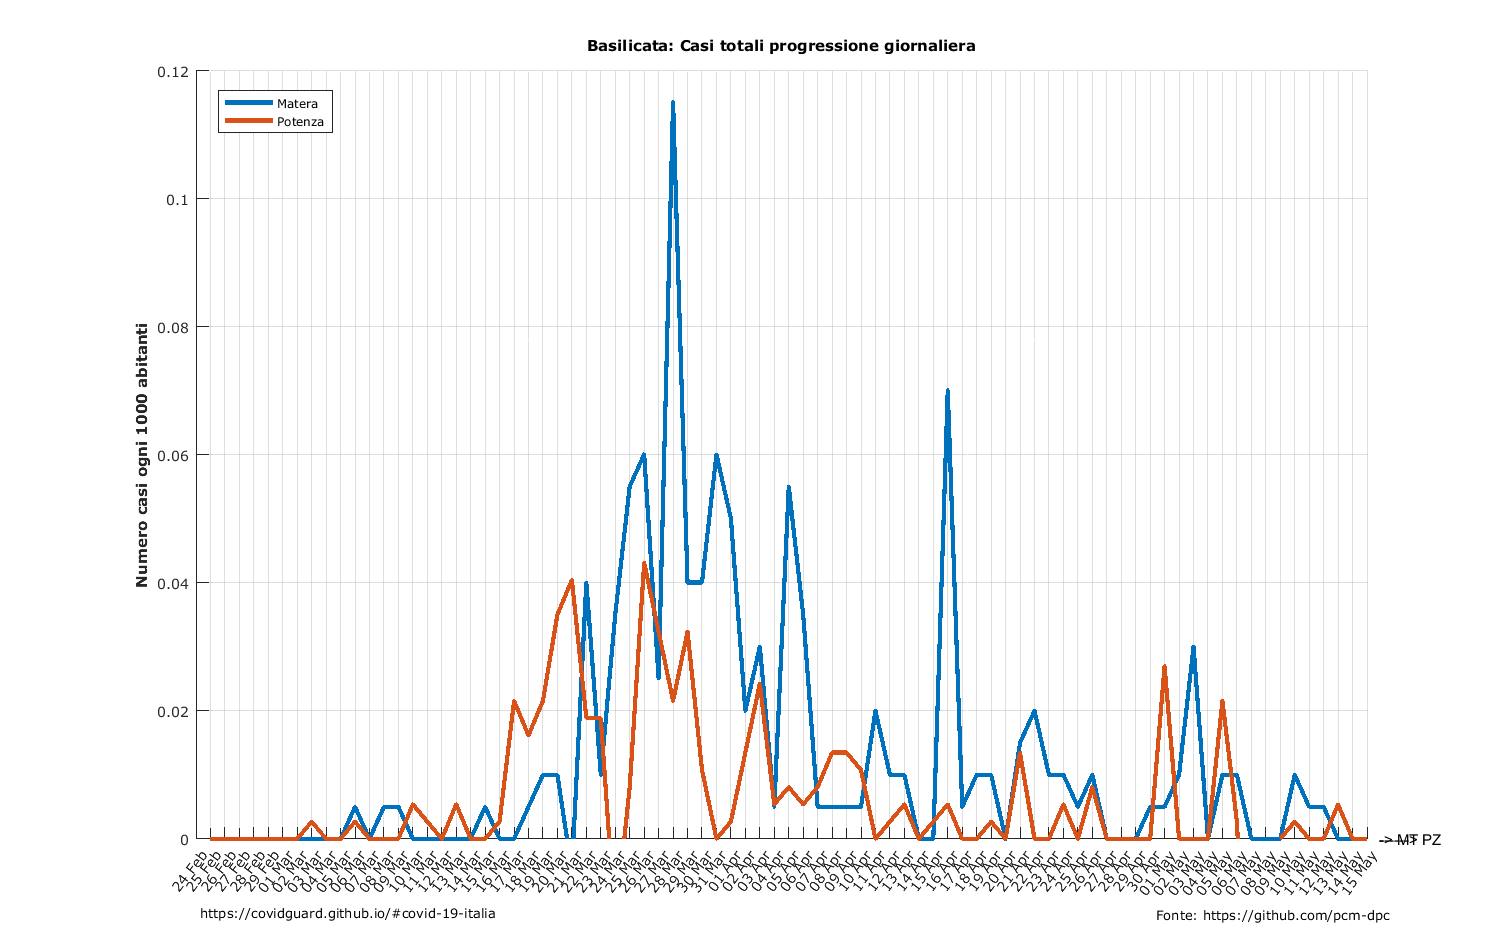 Basilicata: Casi totali progressione giornaliera
Matera
Potenza
Numero casi ogni 1000 abitanti
0.12
0.1
0.08
0.06
0.04
0.02
0
24 Feb
25 Feb
26 Feb
27 Feb
28 Feb
29 Feb
01 Mar
02 Mar
03 Mar
04 Mar
05 Mar
06 Mar
07 Mar
08 Mar
09 Mar
10 Mar
11 Mar
12 Mar
13 Mar
14 Mar
15 Mar
16 Mar
17 Mar
18 Mar
19 Mar
20 Mar
21 Mar
22 Mar
23 Mar
24 Mar
25 Mar
26 Mar
27 Mar
28 Mar
29 Mar
30 Mar
31 Mar
01 Apr
02 Apr
03 Apr
04 Apr
05 Apr
06 Apr
07 Apr
08 Apr
09 Apr
10 Apr
11 Apr
12 Apr
13 Apr
14 Apr
15 Apr
16 Apr
17 Apr
18 Apr
19 Apr
20 Apr
21 Apr
22 Apr
23 Apr
24 Apr
25 Apr
26 Apr
27 Apr
28 Apr
29 Apr
30 Apr
01 May
02 May
03 May
04 May
05 May
06 May
07 May
08 May
09 May
10 May
11 May
12 May
13 May
14 May
15 May
-> MT PZ
https://covidguard.github.io/#covid-19-italia
Fonte: https://github.com/pcm-dpc